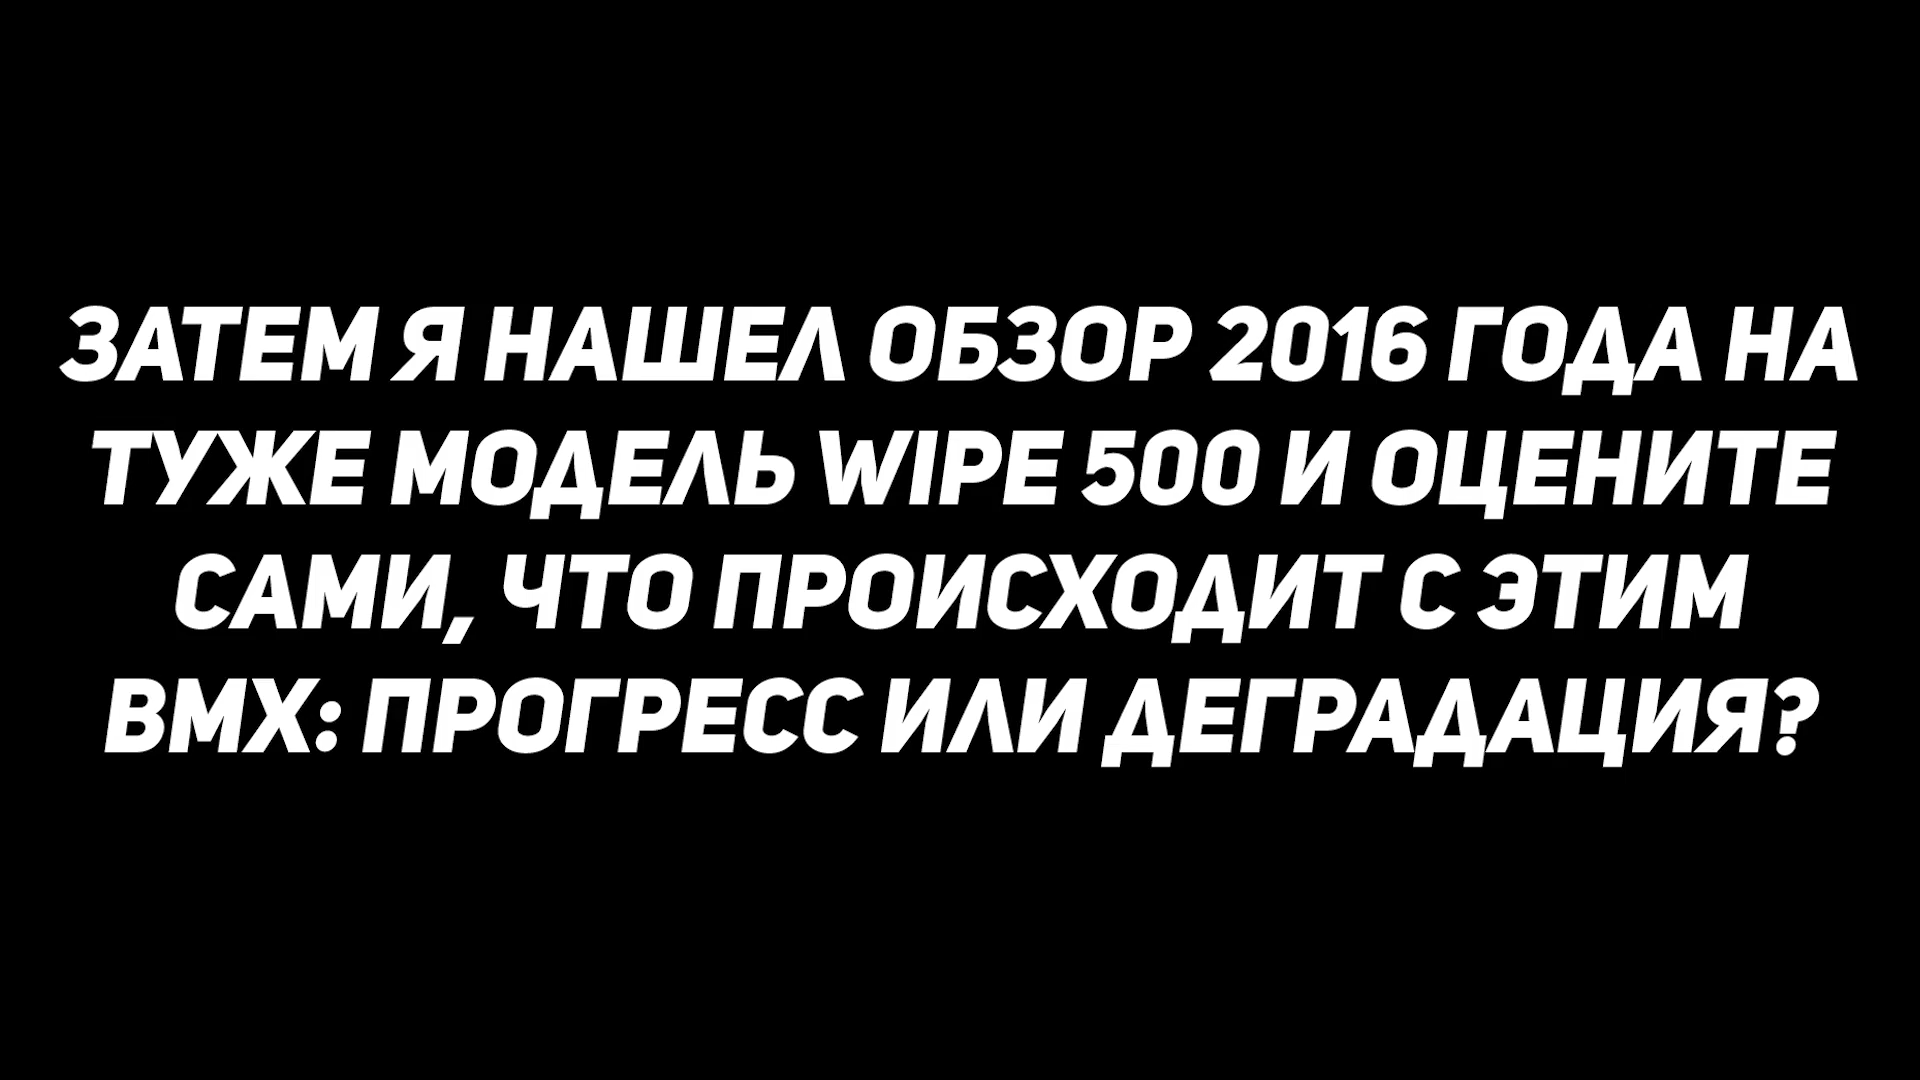 ЗАТЕМ Я НАШЕЛ ОБЗОР 2016 ГОДА НА
ТУЖЕ МОДЕЛЬ WIPE 500 И ОЦЕНИТЕ
САМИ, ЧТО ПРОИСХОДИТ С ЭТИМ
BMX: ПРОГРЕСС ИЛИ ДЕГРАДАЦИЯ?